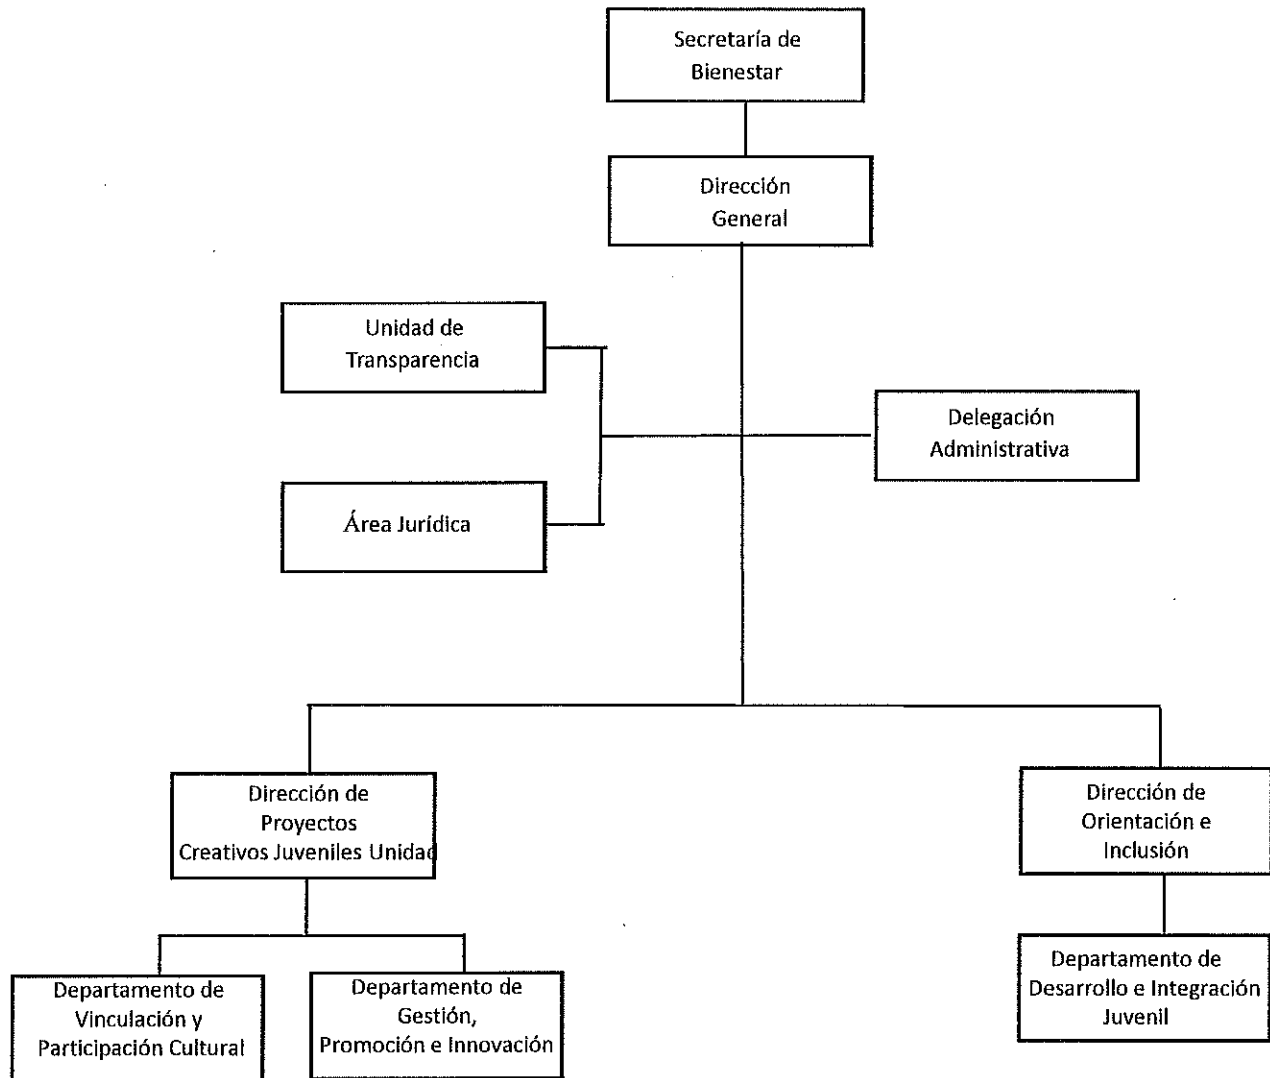 Secretaría de
Bienestar
Dirección
General
Unidad de
Transparencia
Delegación
Administrativa
Área Jurídica
Dirección de
Proyectos
Creativos Juveniles Unidad
Dirección de
Orientación e
Inclusión
Departamento de
Vinculación y
Participación Cultural
Departamento de
Gestión,
Promoción e Innovación
Departamento de
Desarrollo e Integración
Juvenil